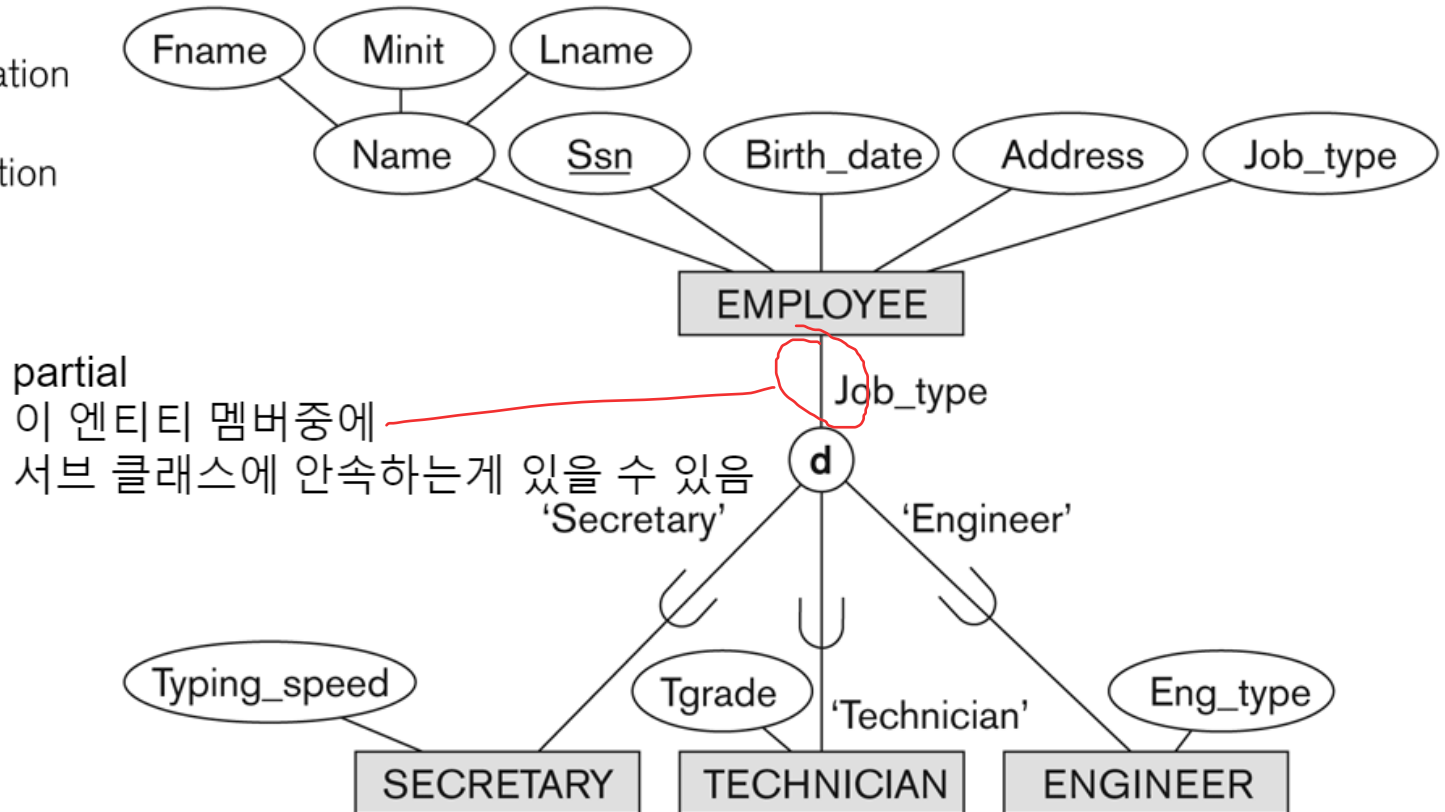 Fname
Minit
Lname
ation
Name
Ssn
Birth_date
Address
Job_type
tion
EMPLOYEE
partial
이 엔티티 멤버중에
서브 클래스에 안속하는게 있을 수 있음
Job_type
d
‘Secretary’
‘Engineer’
Typing_speed
Tgrade
‘Technician’
Eng_type
SECRETARY
TECHNICIAN
ENGINEER